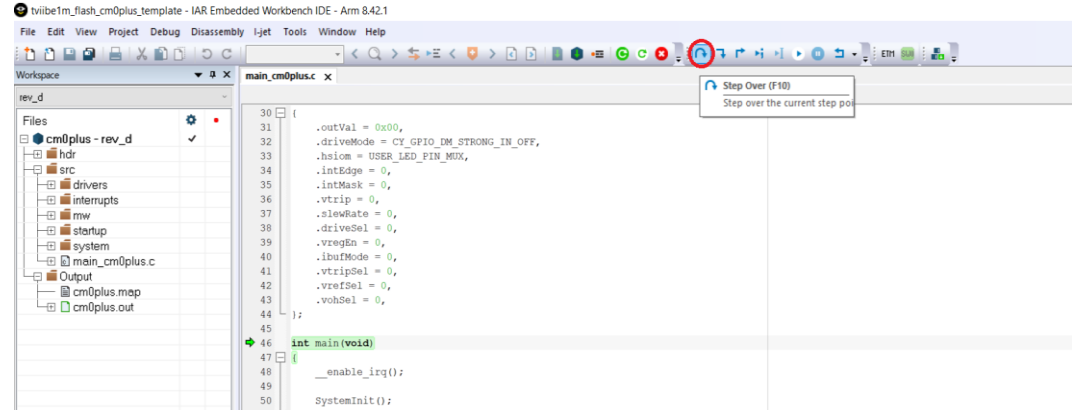 tviibe1m_flash_cm0plus_template - IAR Embedded Workbench IDE - Arm 8.42.1
File Edit View Project Debug Disassembly I-jet Tools Window Help
ETM
Workspace
main_cm0plus.c x
Step Over (F10)
Step over the current step poi
rev_d
Files
cm0plus - rev_d
hdr
src
drivers
interrupts
mw
startup
system
main_cm0plus.c
Output
cm0plus.map
cm0plus.out
30 {
31 .outVal = 0x00,
32 .driveMode = CY_GPIO_DM_STRONG_IN_OFF,
33 .hsiom = USER_LED_PIN_MUX,
34 .intEdge = 0,
35 .intMask = 0,
36 .vtrip = 0,
37 .slewRate = 0,
38 .driveSel = 0,
39 .vregEn = 0,
40 .ibufMode = 0,
41 .vtripSel = 0,
42 .vrefSel = 0,
43 .vohSel = 0,
44 };
45
46 int main(void)
47 {
48 __enable_irq();
49
50 SystemInit();